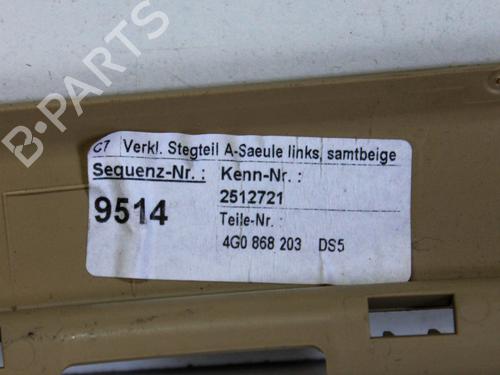 B-PARTS
C7 Verkl. Stegteil A-Saeule links, samtbeige
Sequenz-Nr. : Kenn-Nr. :
9514 2512721
Teile-Nr. :
4G0 868 203 DS5